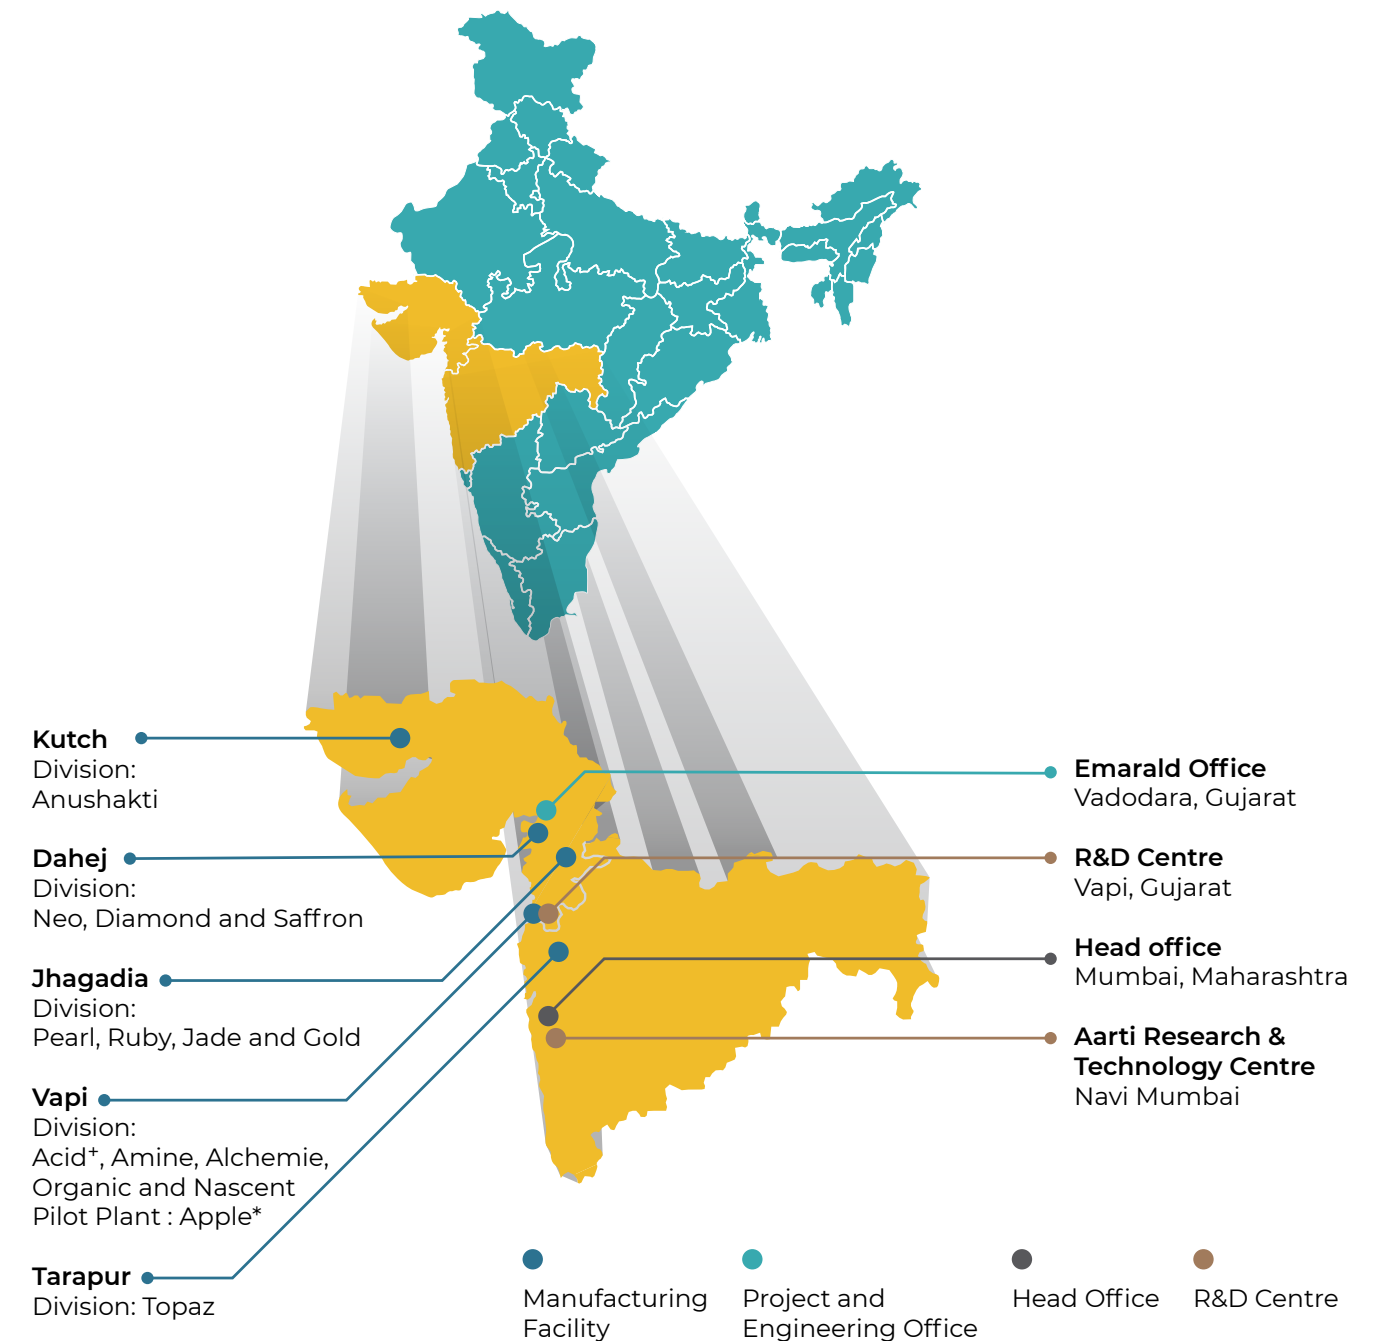 Kutch
Division:
Anushakti
Dahej
Division:
Neo, Diamond and Saffron
Jhagadia
Division:
Pearl, Ruby, Jade and Gold
Vapi
Division:
Acid⁺, Amine, Alchemie,
Organic and Nascent
Pilot Plant : Apple*
Tarapur
Division: Topaz
Emarald Office
Vadodara, Gujarat
R&D Centre
Vapi, Gujarat
Head office
Mumbai, Maharashtra
Aarti Research &
Technology Centre
Navi Mumbai
Manufacturing
Facility
Project and
Engineering Office
Head Office
R&D Centre